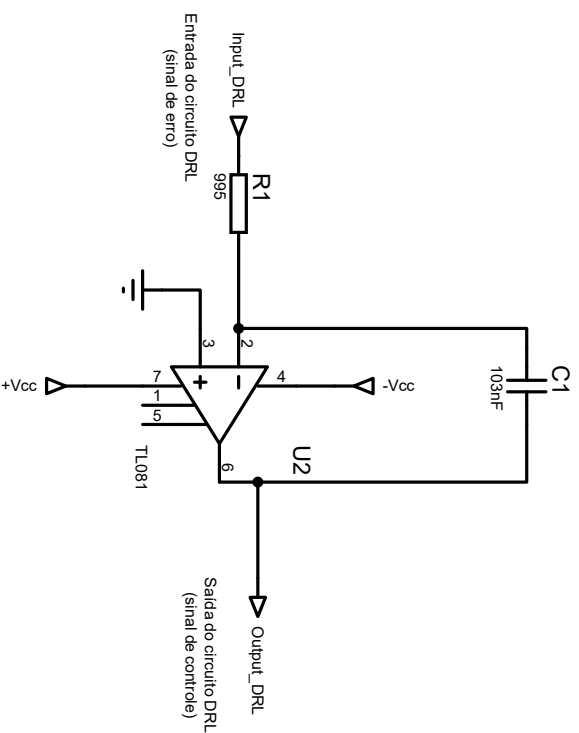 Input_DRL
Entrada do circuito DRL
(sinal de erro)
R1
995
C1
103nF
2
3
4
-Vcc
+Vcc
7
1
5
6
U2
TL081
Output_DRL
Saída do circuito DRL
(sinal de controle)